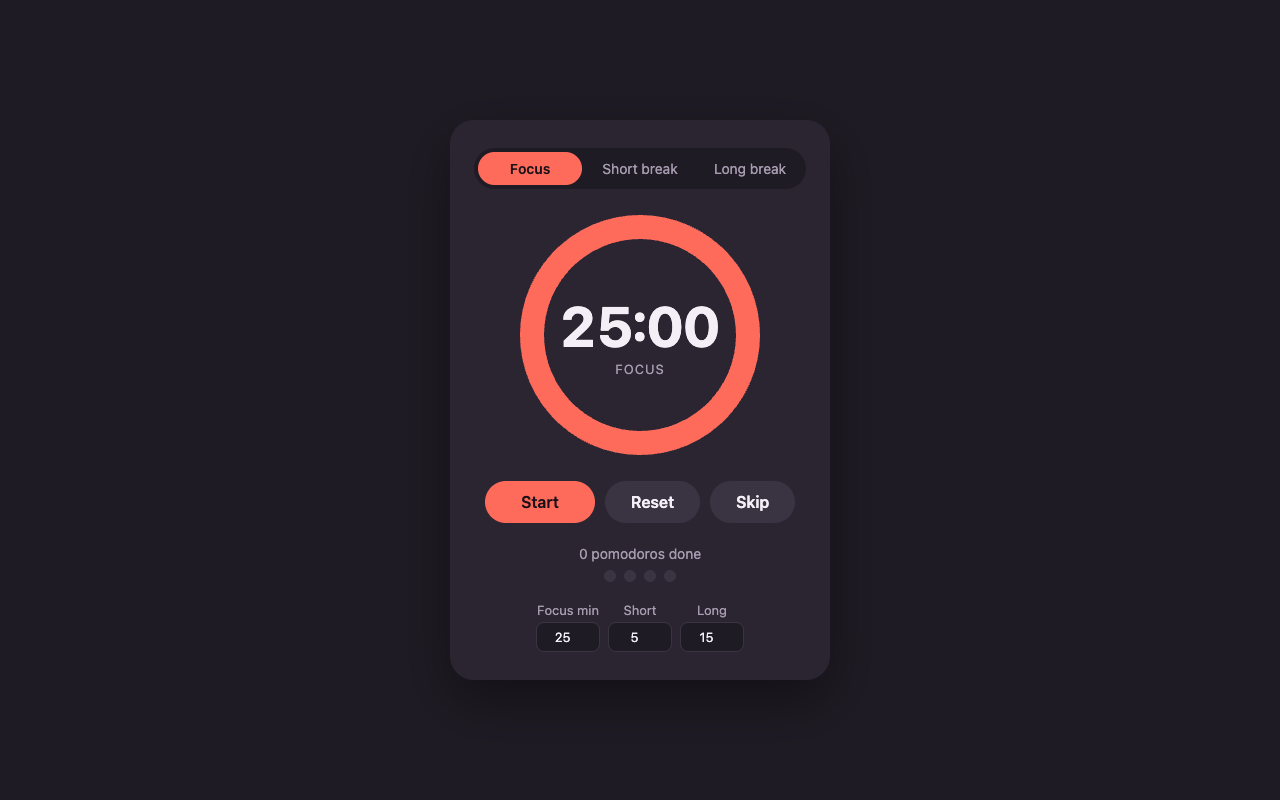 Focus Short break Long break
25:00
FOCUS
Start Reset Skip
0 pomodoros done
Focus min Short Long
25 5 15